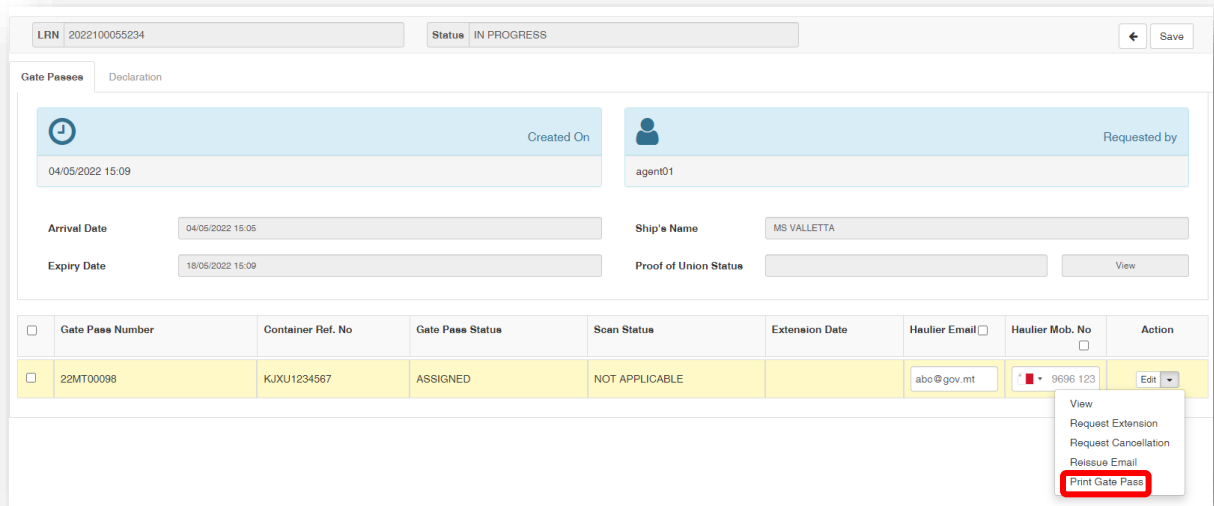 LRN 2022100055234 Status IN PROGRESS Save
Gate Passes Declaration
Created On Requested by
04/05/2022 15:09 agent01
Arrival Date 04/05/2022 15:05 Ship's Name MS VALLETTA
Expiry Date 18/05/2022 15:09 Proof of Union Status View
Gate Pass Number Container Ref. No Gate Pass Status Scan Status Extension Date Haulier Email Haulier Mob. No Action
22MT00098 KJXU1234567 ASSIGNED NOT APPLICABLE abc@gov.mt 9696 123 Edit
View
Request Extension
Request Cancellation
Reissue Email
Print Gate Pass